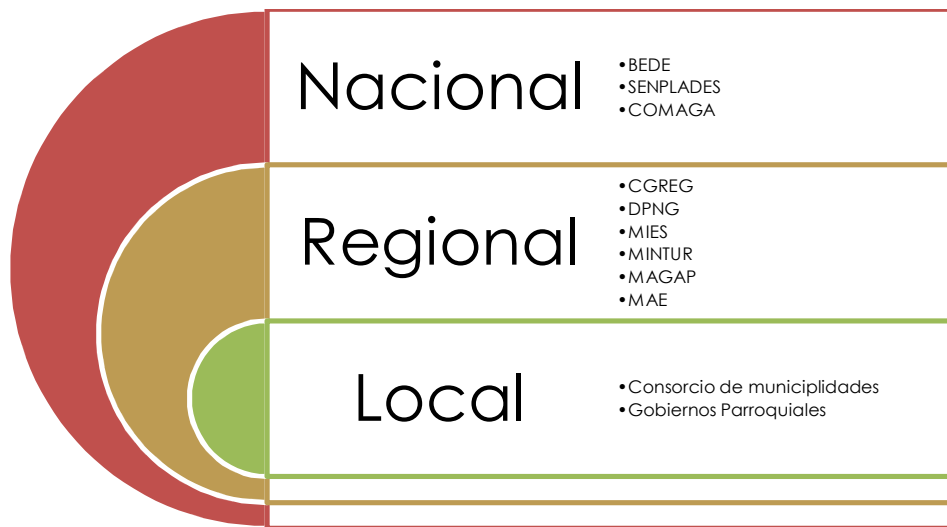 Nacional
•BEDE
•SENPLADES
•COMAGA
Regional
•CGREG
•DPNG
•MIES
•MINTUR
•MAGAP
•MAE
Local
•Consorcio de municiplidades
•Gobiernos Parroquiales